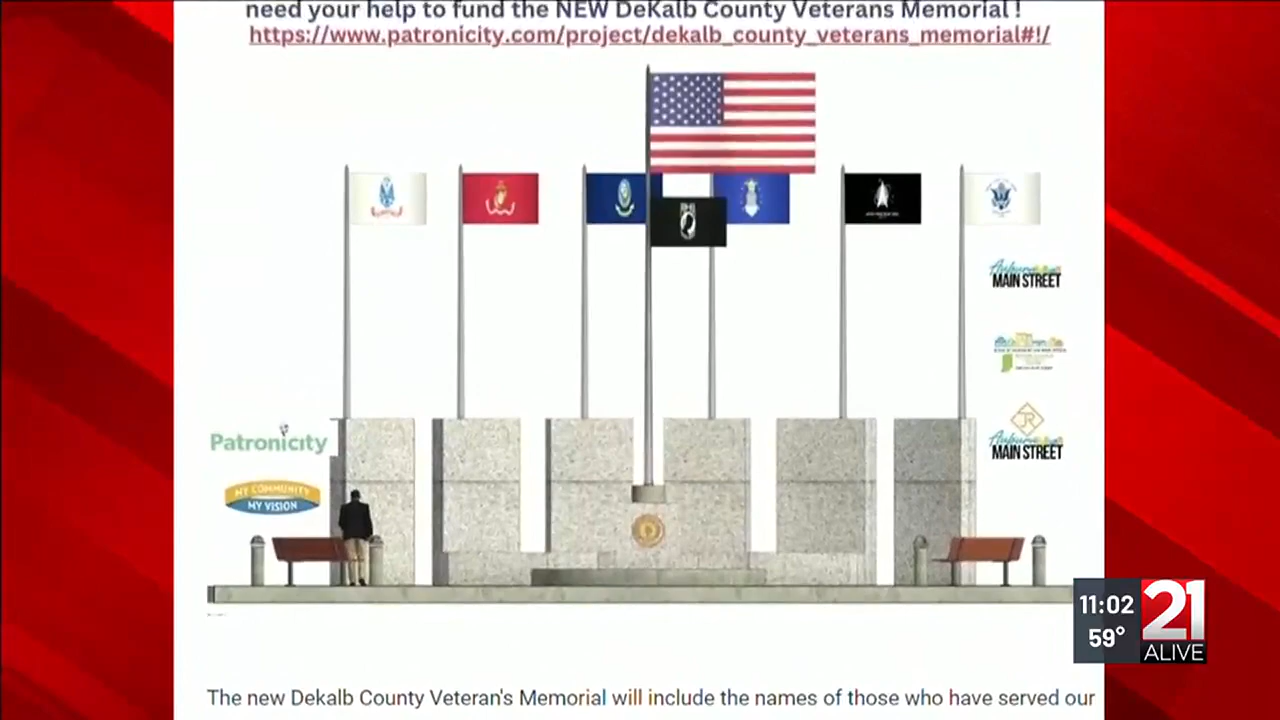 need your help to fund the NEW DeKalb County Veterans Memorial !
https://www.patronicity.com/project/dekalb_county_veterans_memorial#!/
Auburn
MAIN STREET
Patronicity
JR
Auburn
MAIN STREET
MY COMMUNITY
MY VISION
11:02
59°
21
ALIVE
The new Dekalb County Veteran's Memorial will include the names of those who have served our